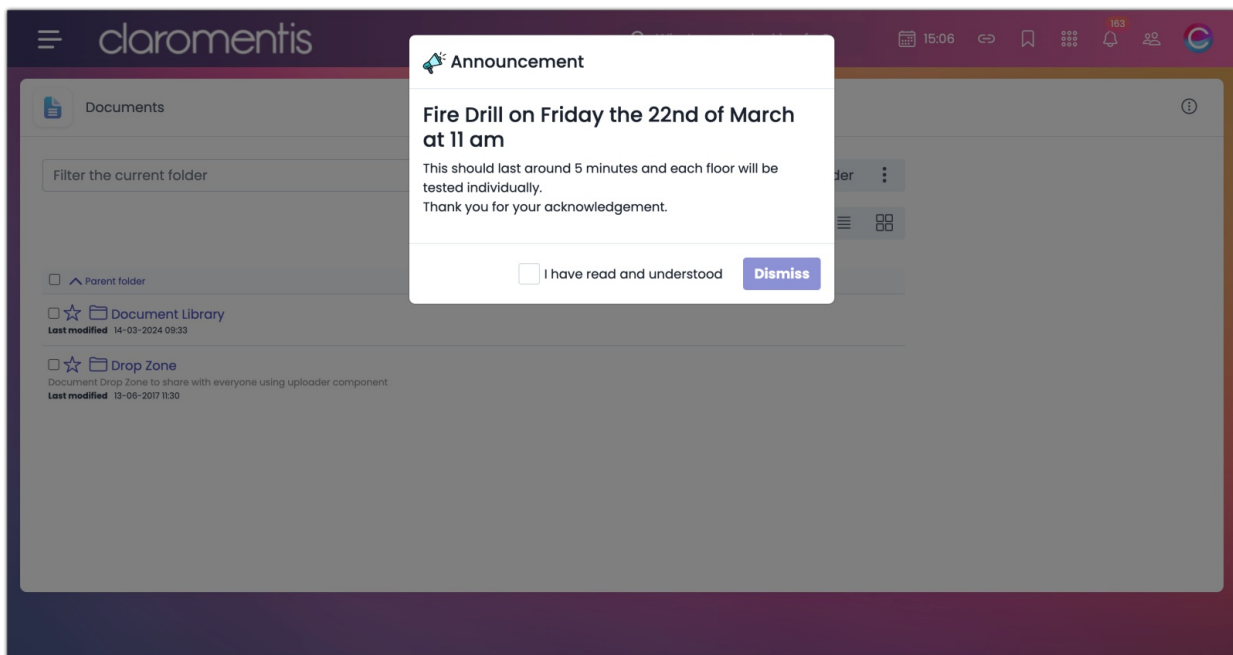 claromentis
15:06
163
Announcement
Documents
Fire Drill on Friday the 22nd of March
at 11 am
This should last around 5 minutes and each floor will be
tested individually.
Thank you for your acknowledgement.
I have read and understood
Dismiss
Filter the current folder
Parent folder
Document Library
Last modified 14-03-2024 09:33
Drop Zone
Document Drop Zone to share with everyone using uploader component
Last modified 13-06-2017 11:30